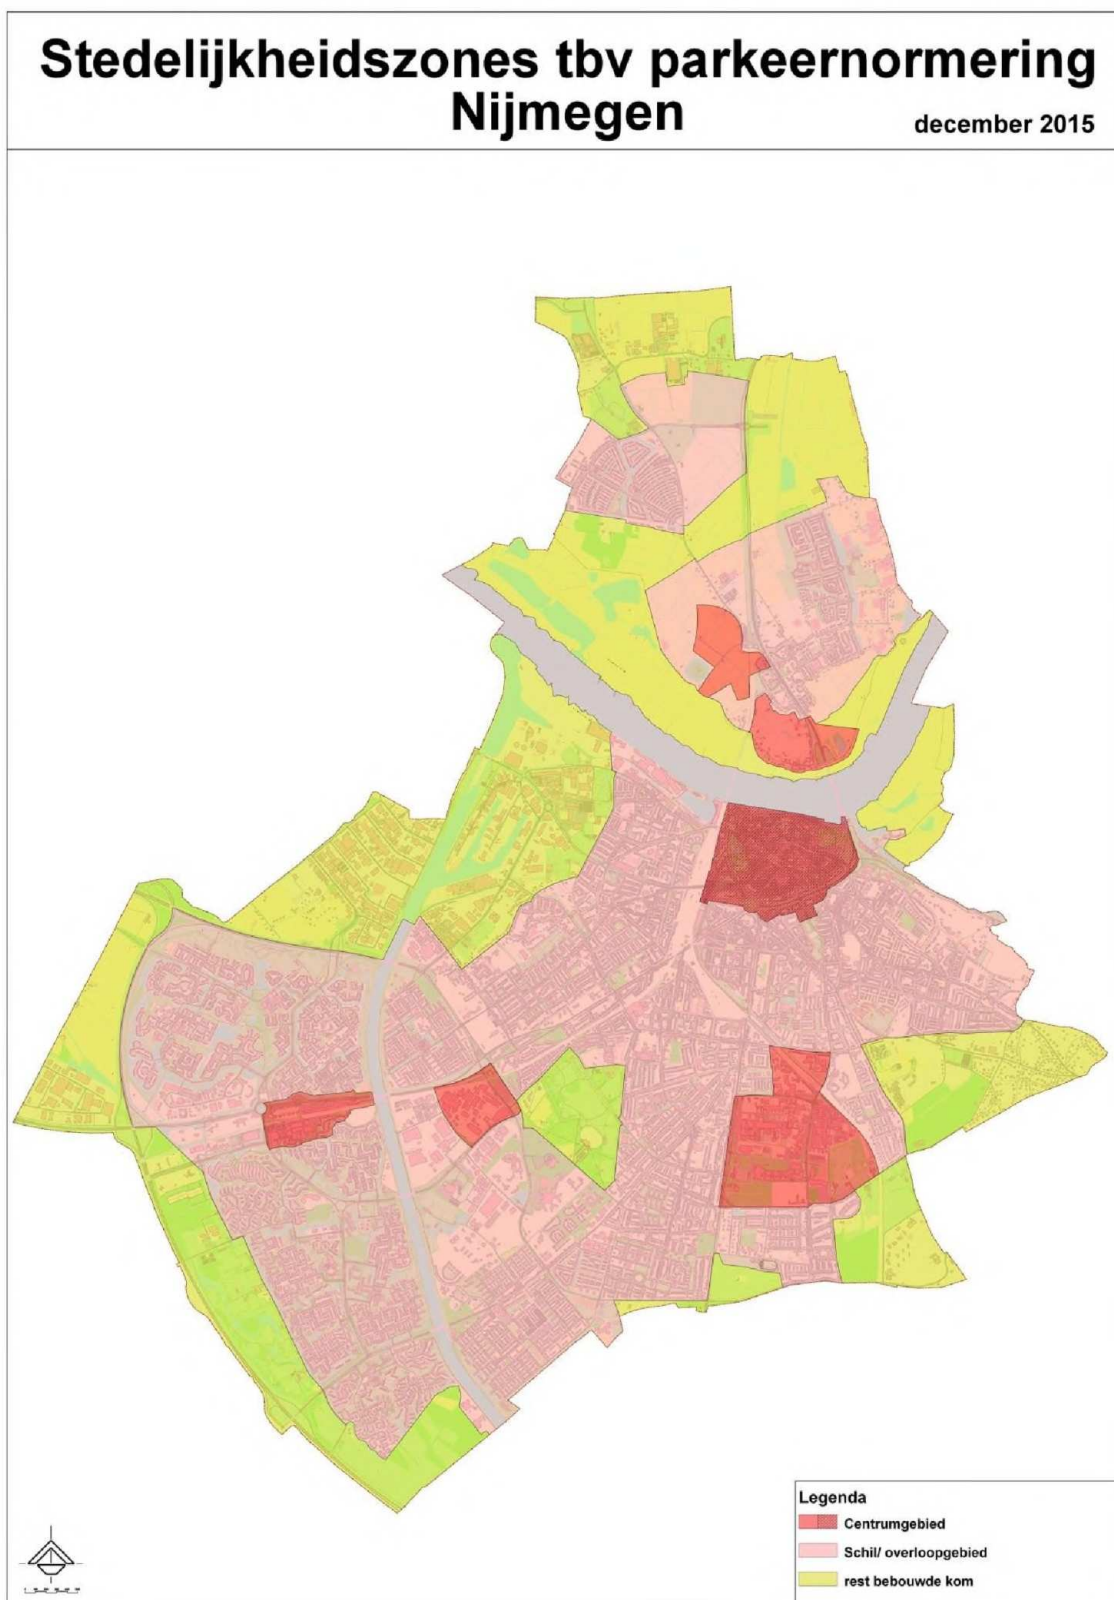 Stedelijkheidszones tbv parkeernormering
Nijmegen
december 2015
Legenda
Centrumgebied
Schil/ overloopgebied
rest bebouwde kom